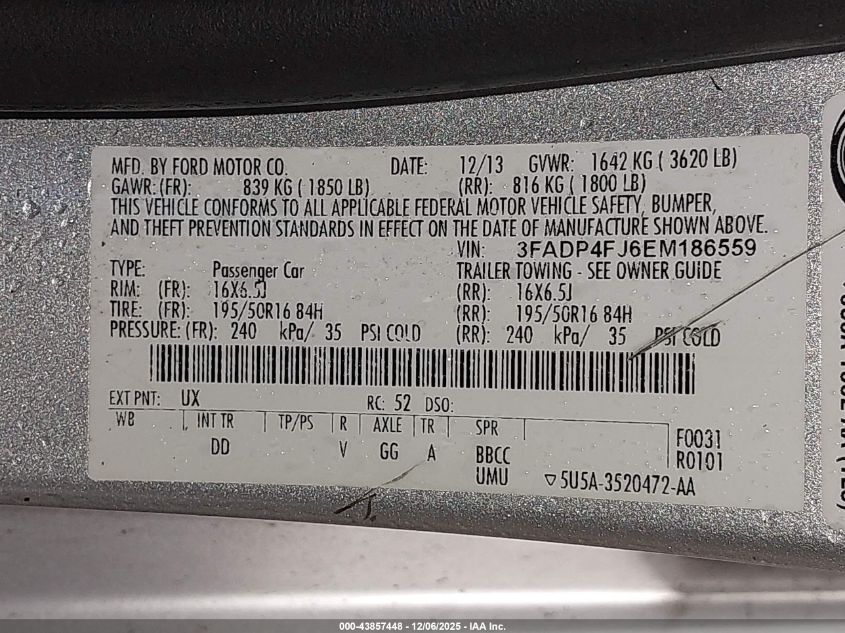 MFD. BY FORD MOTOR CO. DATE: 12/13 GVWR: 1642 KG ( 3620 LB)
GAWR: (FR): 839 KG ( 1850 LB) (RR): 816 KG ( 1800 LB)
THIS VEHICLE CONFORMS TO ALL APPLICABLE FEDERAL MOTOR VEHICLE SAFETY, BUMPER,
AND THEFT PREVENTION STANDARDS IN EFFECT ON THE DATE OF MANUFACTURE SHOWN ABOVE.
VIN: 3FADP4FJ6EM186559
TYPE: Passenger Car TRAILER TOWING - SEE OWNER GUIDE
RIM: (FR): 16X6.5J (RR): 16X6.5J
TIRE: (FR): 195/50R16 84H (RR): 195/50R16 84H
PRESSURE: (FR): 240 kPa/ 35 PSI COLD (RR): 240 kPa/ 35 PSI COLD
EXT PNT: UX RC: 52 DSO:
WB INT TR TP/PS R AXLE TR SPR
DD V GG A BBCC F0031
UMU R0101
▽5U5A-3520472-AA
000-43857448 - 12/06/2025 - IAA Inc.